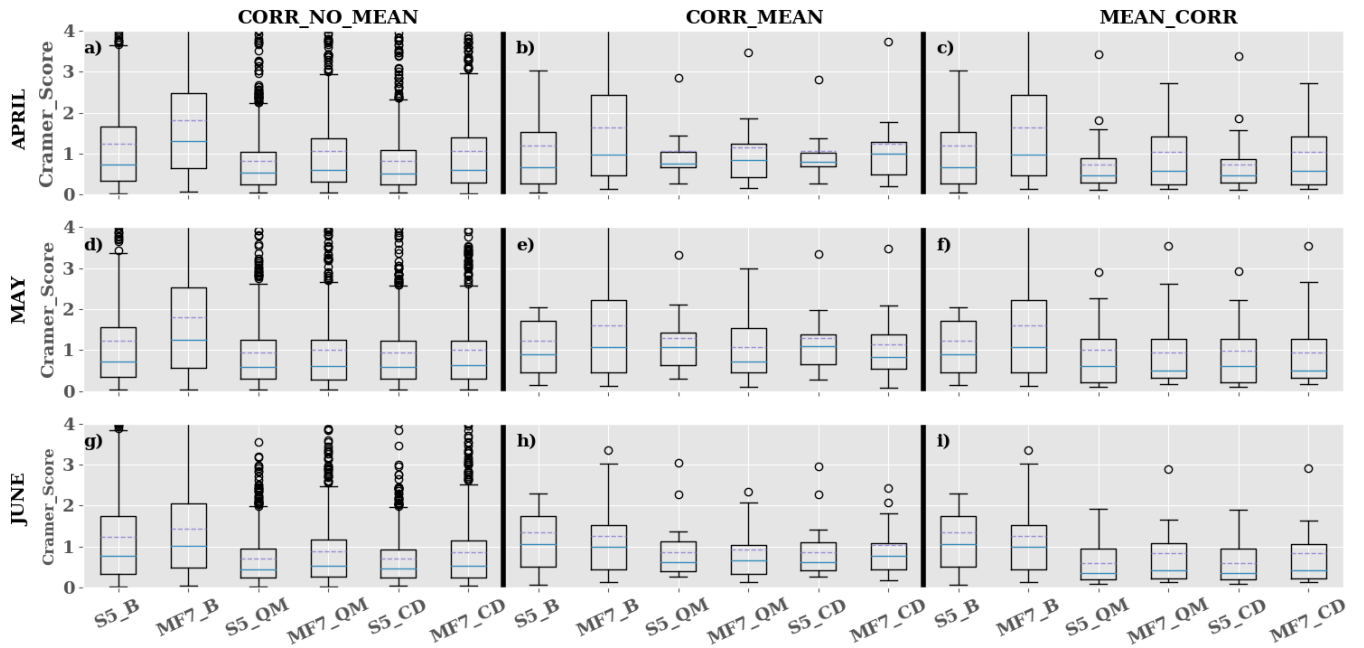 CORR_NO_MEAN CORR_MEAN MEAN_CORR
APRIL
Cramer_Score
4
3
2
1
0
a) b) c)
MAY
Cramer_Score
4
3
2
1
0
d) e) f)
JUNE
Cramer_Score
4
3
2
1
0
g) h) i)
S5_B MF7_B S5_QM MF7_QM S5_CD MF7_CD S5_B MF7_B S5_QM MF7_QM S5_CD MF7_CD S5_B MF7_B S5_QM MF7_QM S5_CD MF7_CD